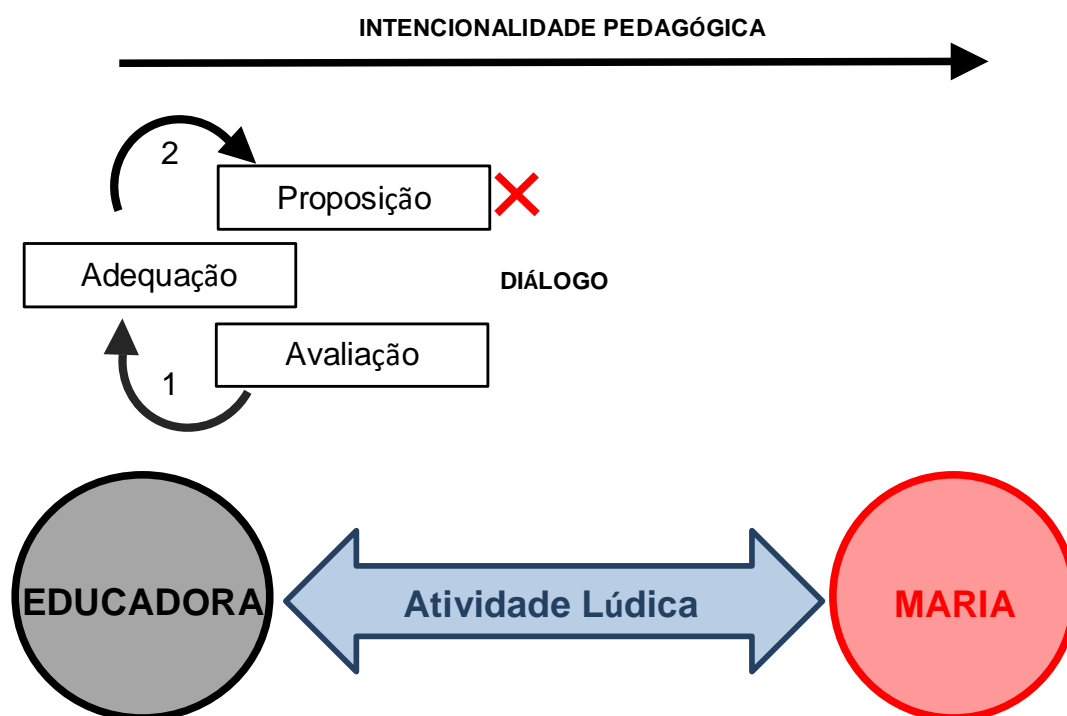 INTENCIONALIDADE PEDAGÓGICA
2
Proposição
Adequação
DIÁLOGO
Avaliação
1
EDUCADORA
Atividade Lúdica
MARIA